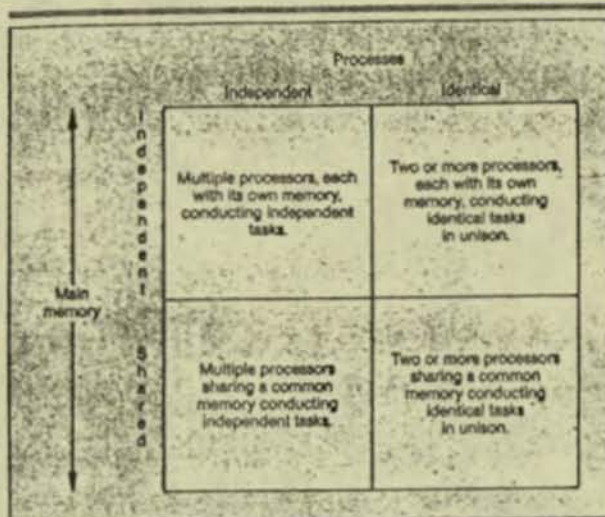 Processes
Independent
Identical
Independent
Multiple processors, each
with its own memory,
conducting independent
tasks.
Two or more processors,
each with its own
memory, conducting
identical tasks
in unison.
Main
memory
Shared
Multiple processors
sharing a common
memory conducting
independent tasks.
Two or more processors
sharing a common
memory conducting
identical tasks
in unison.